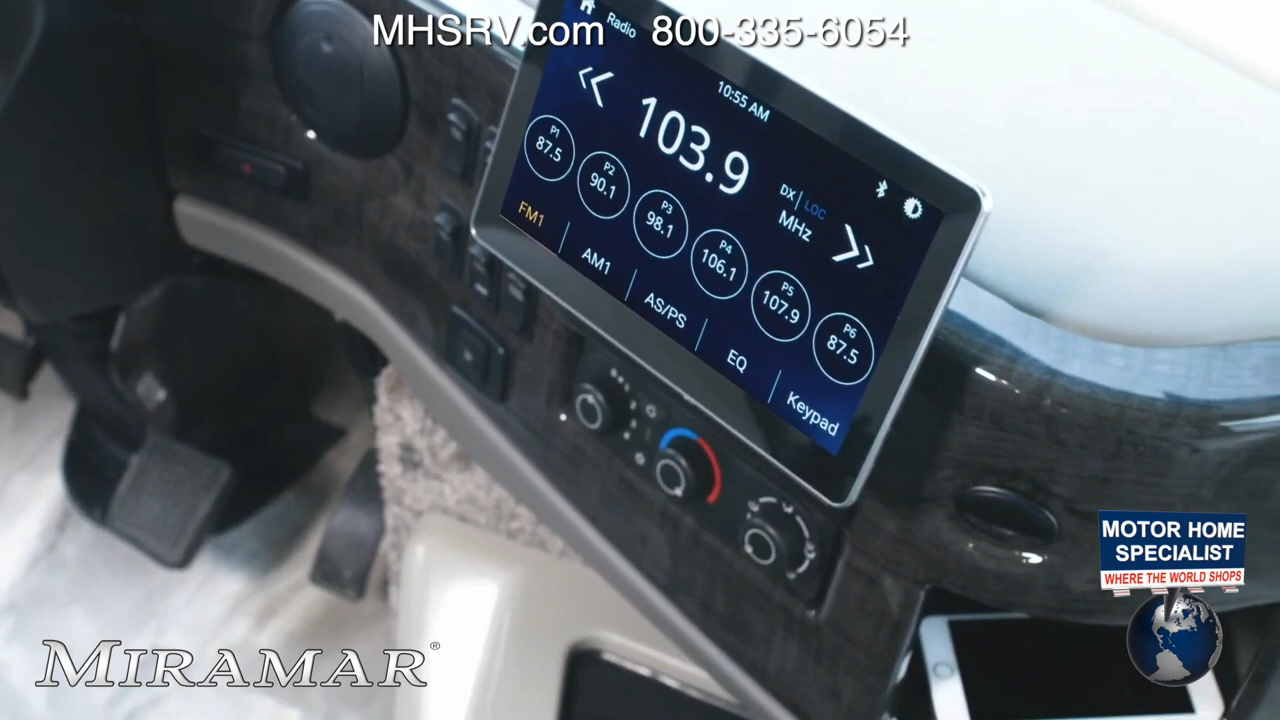 MHSRV.com 800-335-6054
Radio
10:55 AM
103.9
DX | LOC
MHz
P1
87.5
P2
90.1
P3
98.1
P4
106.1
P5
107.9
P6
87.5
FM1
AM1
AS/PS
EQ
Keypad
MOTOR HOME
SPECIALIST
WHERE THE WORLD SHOPS
MIRAMAR®